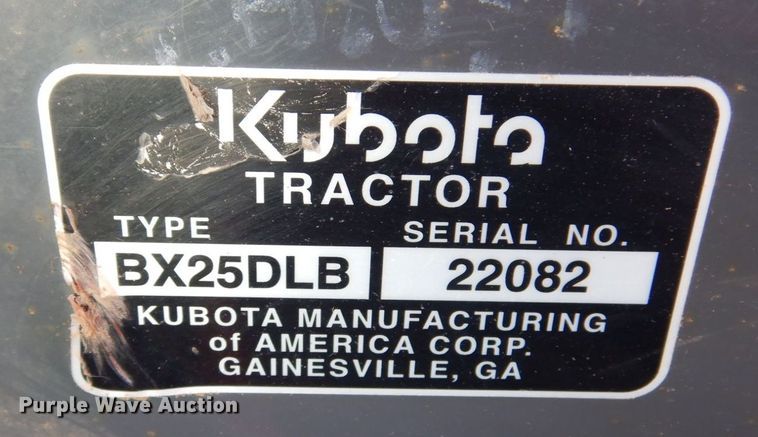 Kubota
TRACTOR
TYPE SERIAL NO.
BX25DLB 22082
KUBOTA MANUFACTURING
of AMERICA CORP.
GAINESVILLE, GA
Purple Wave Auction